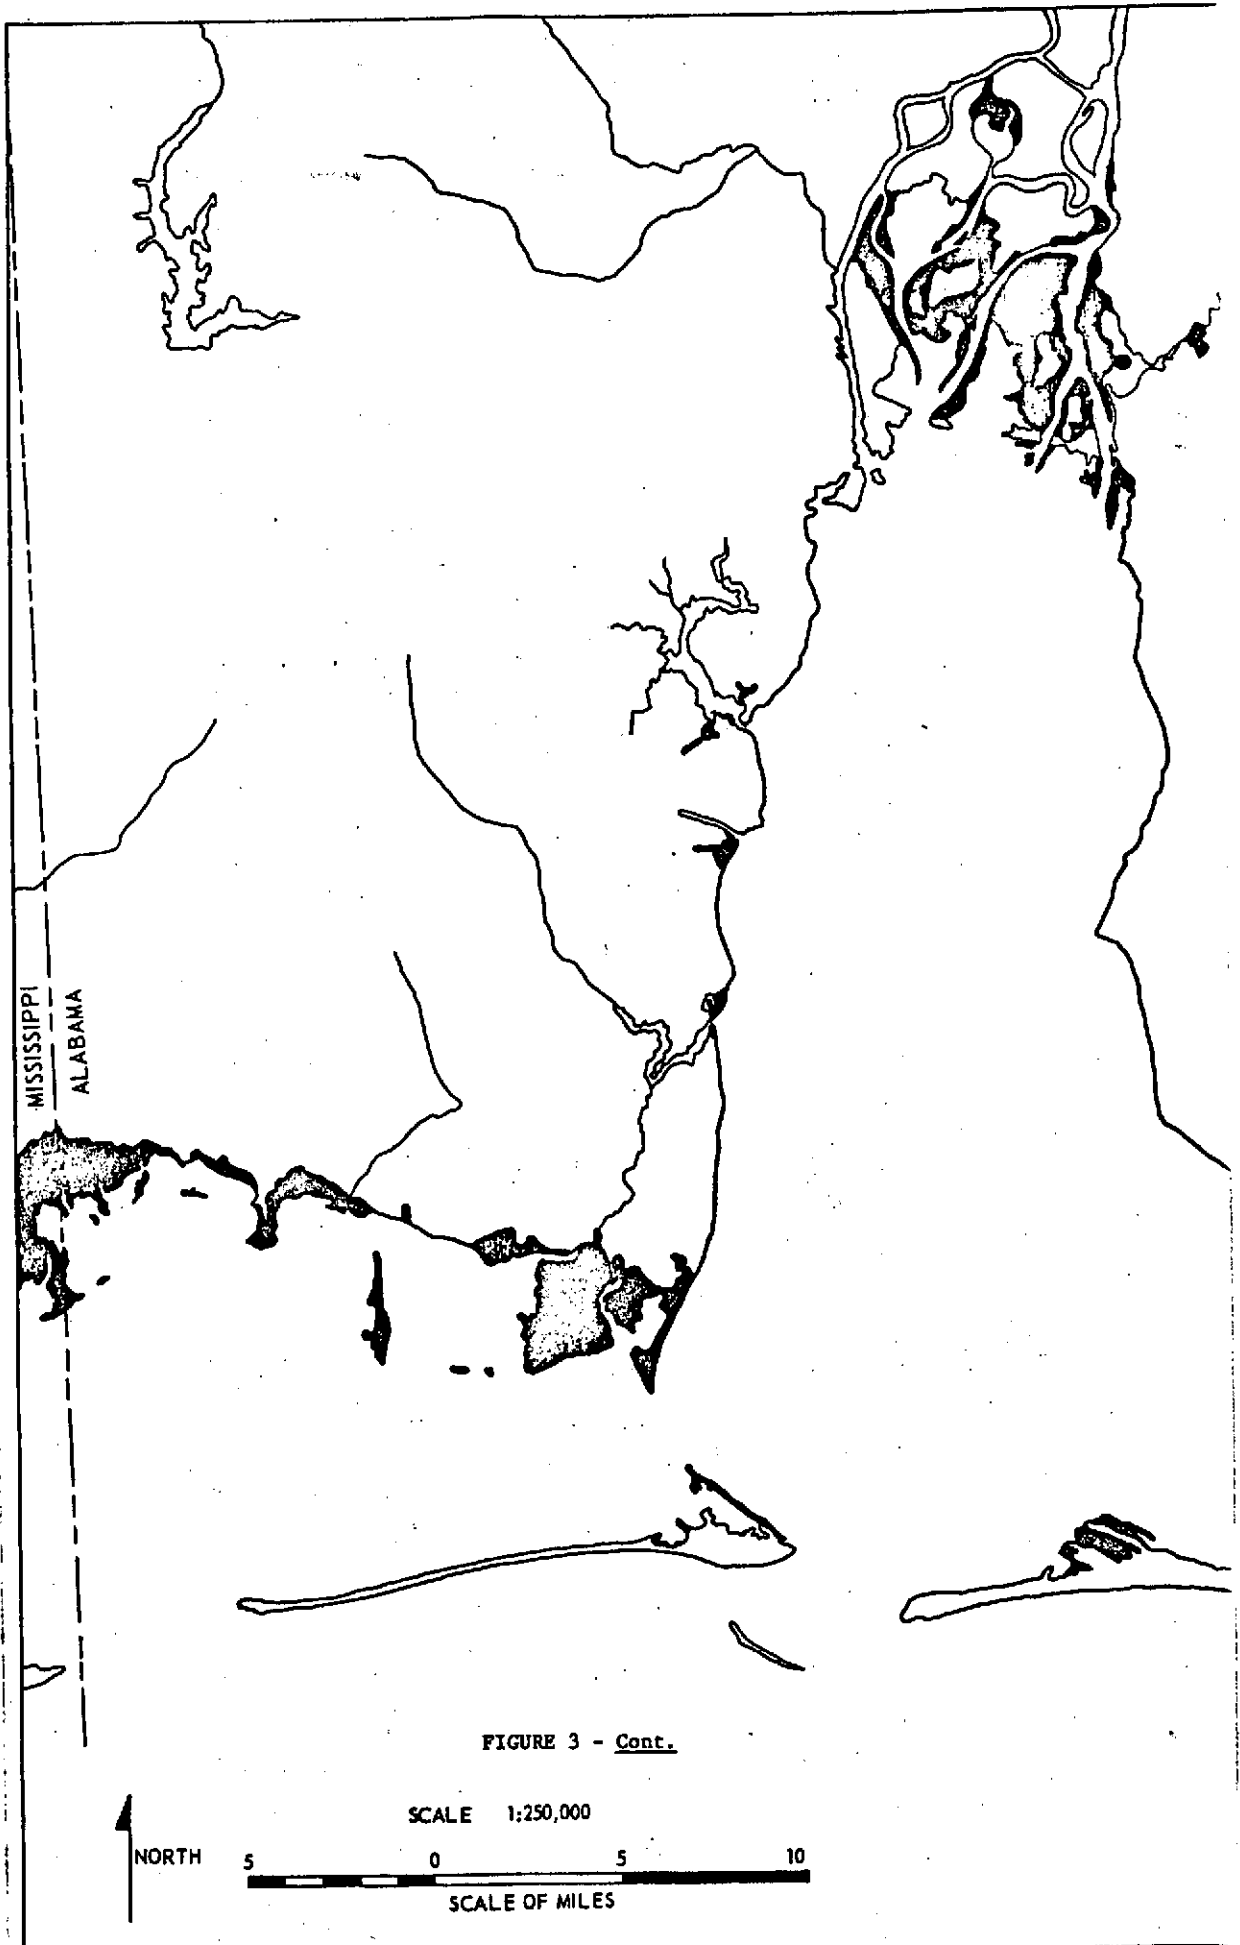 MISSISSIPPI
ALABAMA
FIGURE 3 - Cont.
SCALE 1:250,000
NORTH
5 0 5 10
SCALE OF MILES